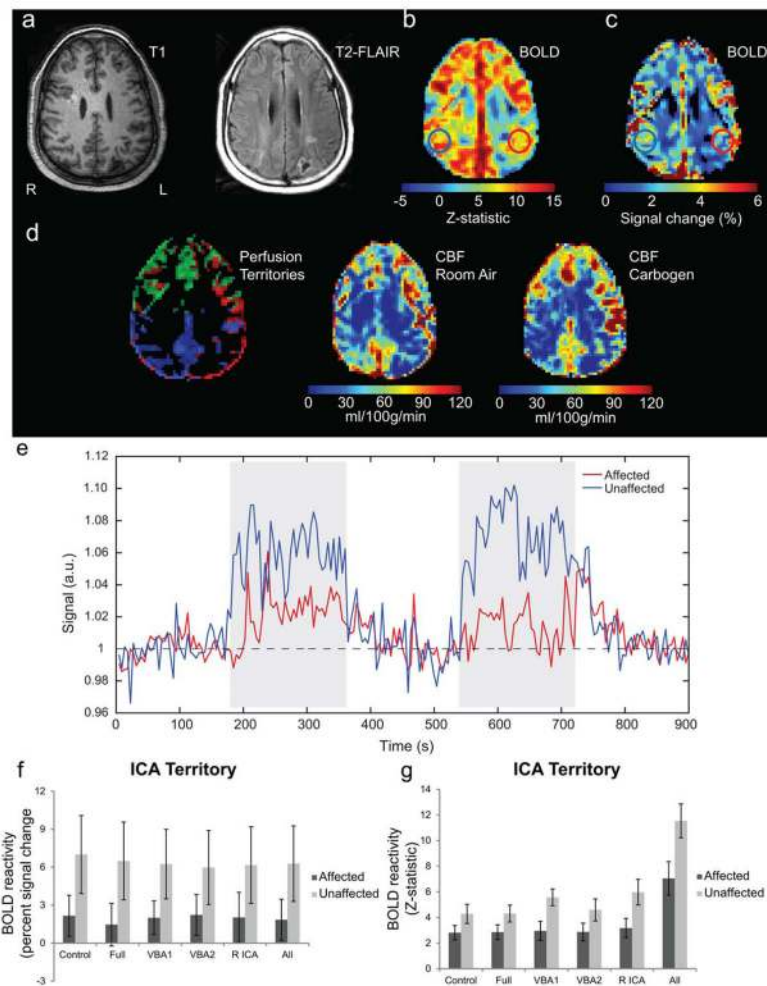 a
T1
T2-FLAIR
R
L
b
BOLD
-5 0 5 10 15
Z-statistic
c
BOLD
0 2 4 6
Signal change (%)
d
Perfusion
Territories
CBF
Room Air
CBF
Carbogen
0 30 60 90 120
ml/100g/min
0 30 60 90 120
ml/100g/min
e
1.12
1.10
1.08
1.06
1.04
1.02
1
0.98
0.96
Signal (a.u.)
Affected
Unaffected
0 100 200 300 400 500 600 700 800 900
Time (s)
f
ICA Territory
BOLD reactivity
(percent signal change)
12
9
6
3
0
-3
Control Full VBA1 VBA2 R ICA All
Affected
Unaffected
g
ICA Territory
BOLD reactivity
(Z-statistic)
14
12
10
8
6
4
2
0
Control Full VBA1 VBA2 R ICA All
Affected
Unaffected